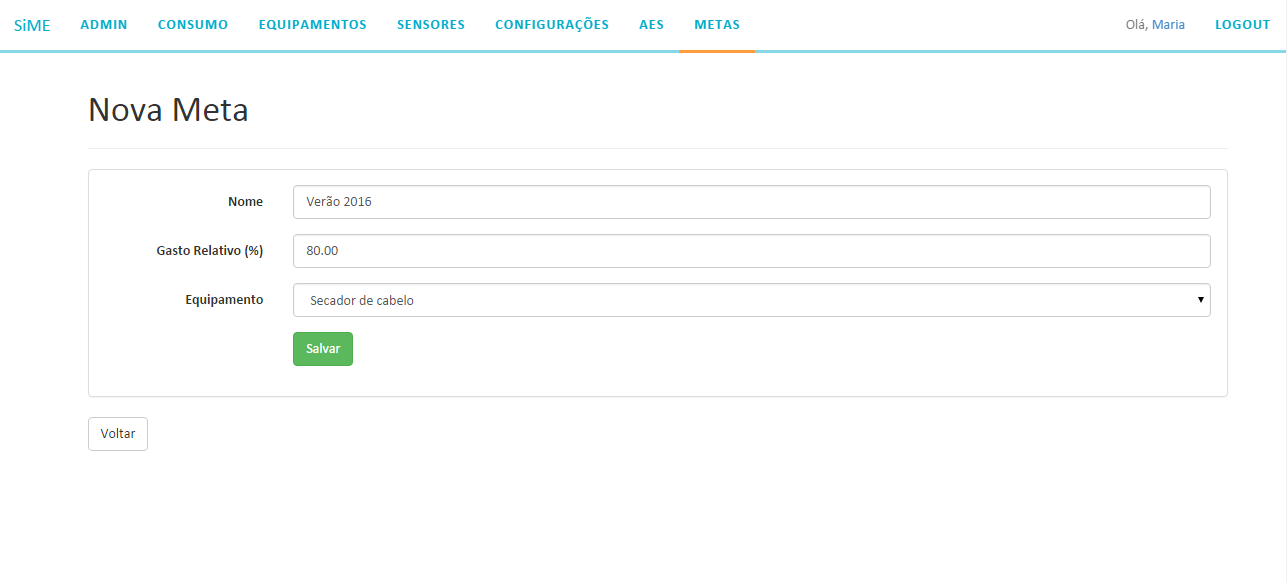 SiME ADMIN CONSUMO EQUIPAMENTOS SENSORES CONFIGURAÇÕES AES METAS Olá, Maria LOGOUT
Nova Meta
Nome Verão 2016
Gasto Relativo (%) 80.00
Equipamento Secador de cabelo
Salvar
Voltar